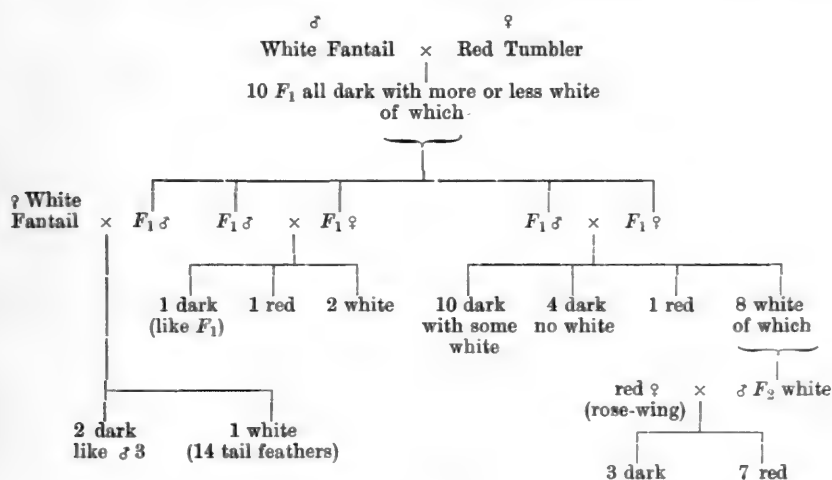 ♂ ♀
White Fantail × Red Tumbler
10 F₁ all dark with more or less white
of which
♀ White
Fantail × F₁ ♂ F₁ ♂ × F₁ ♀ F₁ ♂ × F₁ ♀
1 dark 1 red 2 white 10 dark 4 dark 1 red 8 white
(like F₁) with some no white of which
white
red ♀ × ♂ F₂ white
(rose-wing)
2 dark 1 white
like ♂ 3 (14 tail feathers)
3 dark 7 red